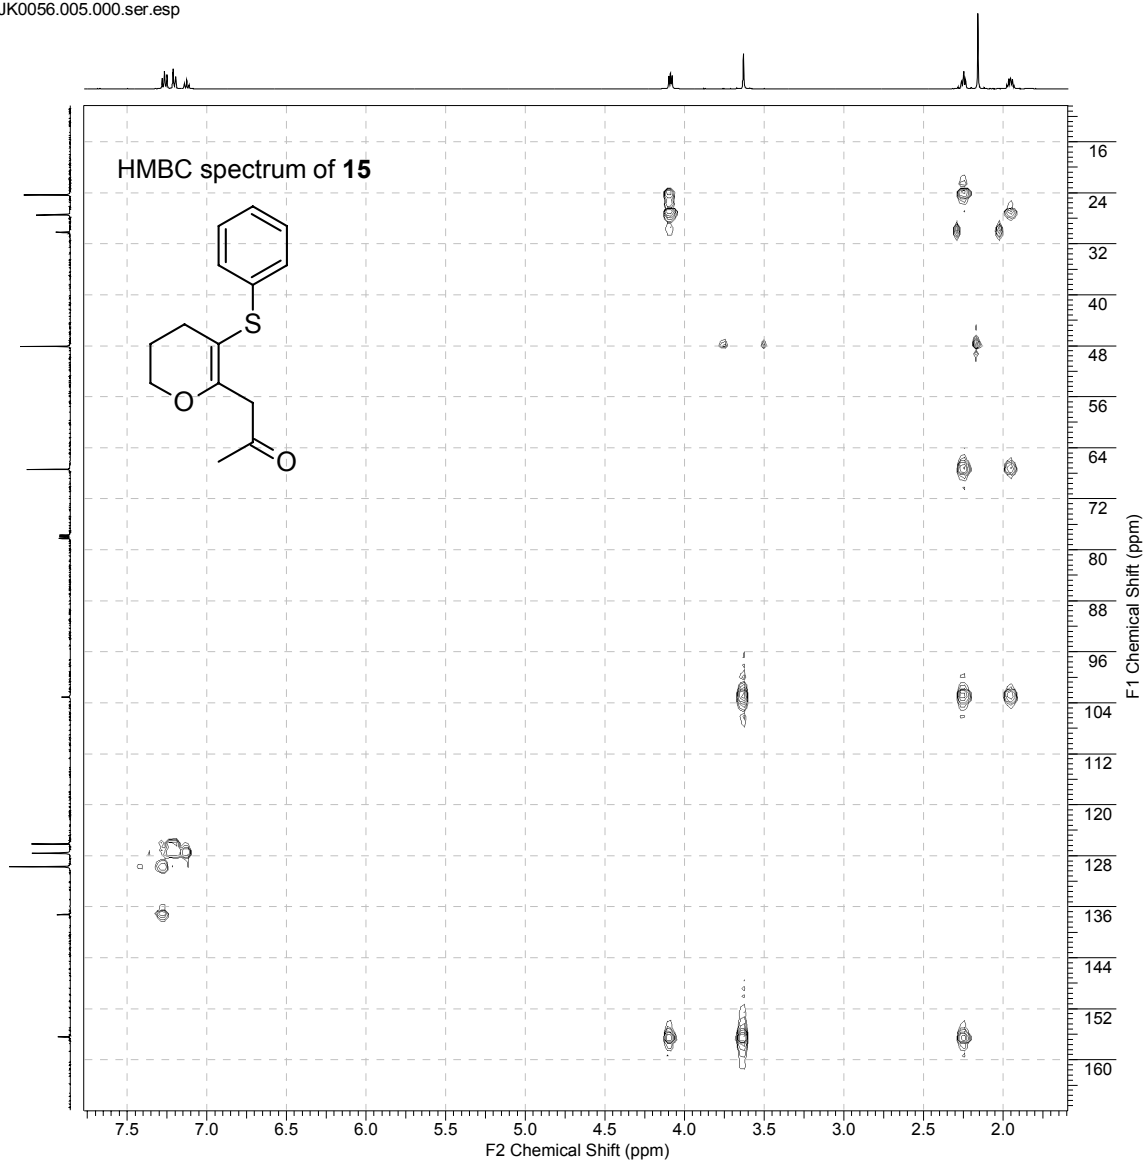 JK0056.005.000.ser.esp
HMBC spectrum of 15
S
O
O
16
24
32
40
48
56
64
72
80
88
96
104
112
120
128
136
144
152
160
F1 Chemical Shift (ppm)
7.5 7.0 6.5 6.0 5.5 5.0 4.5 4.0 3.5 3.0 2.5 2.0
F2 Chemical Shift (ppm)